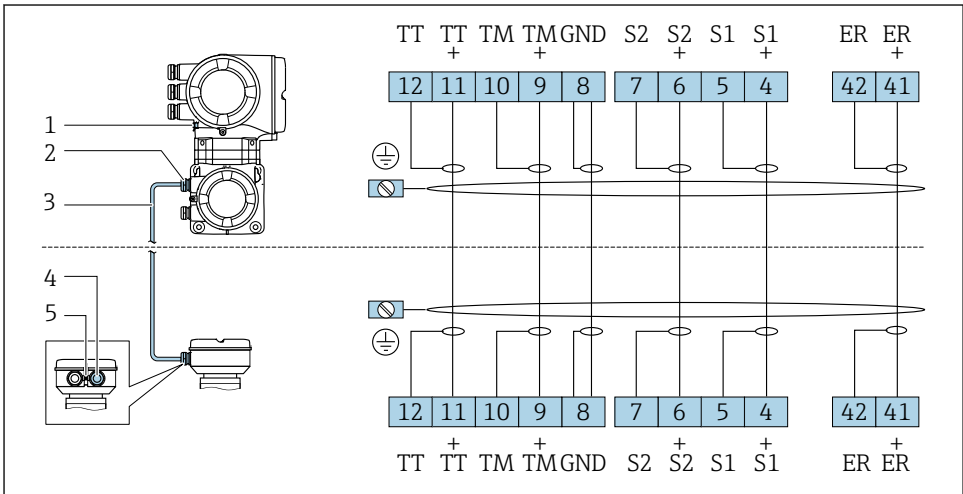 TT TT TM TM GND S2 S2 S1 S1 ER ER
+ + + + +
12 11 10 9 8 7 6 5 4 42 41
1
2
3
4
5
12 11 10 9 8 7 6 5 4 42 41
+ + + + +
TT TT TM TM GND S2 S2 S1 S1 ER ER